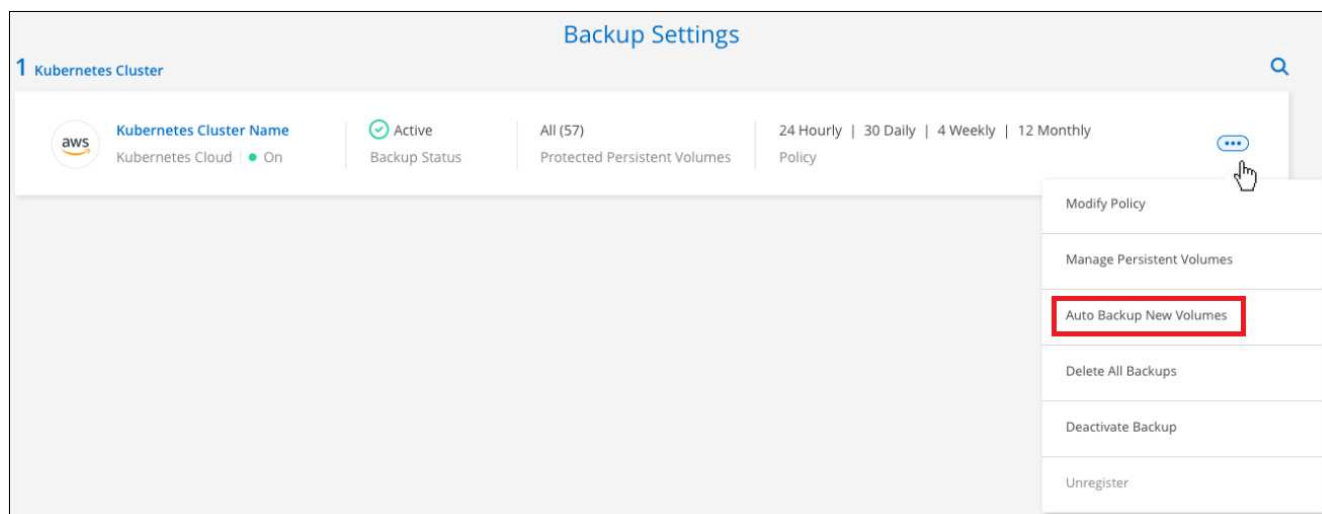 Backup Settings
1 Kubernetes Cluster
aws
Kubernetes Cluster Name
Kubernetes Cloud
On
Active
Backup Status
All (57)
Protected Persistent Volumes
24 Hourly | 30 Daily | 4 Weekly | 12 Monthly
Policy
Modify Policy
Manage Persistent Volumes
Auto Backup New Volumes
Delete All Backups
Deactivate Backup
Unregister